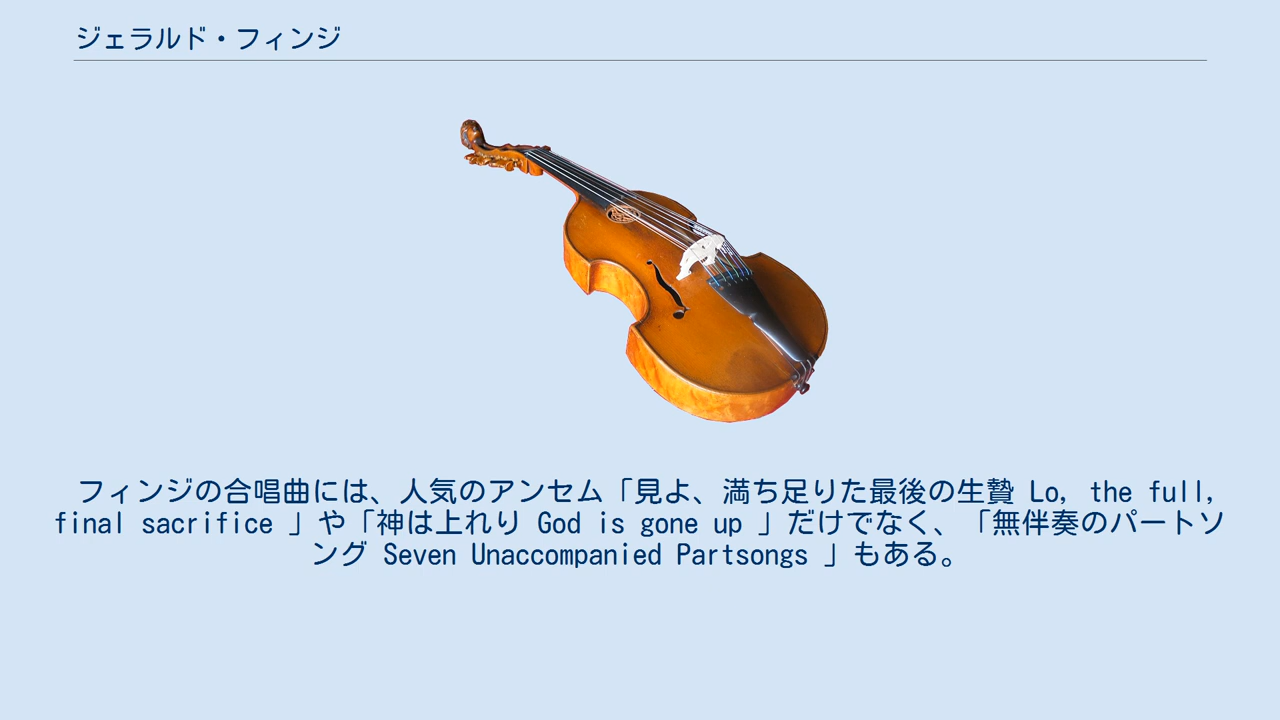 ジェラルド・フィンジ
フィンジの合唱曲には、人気のアンセム「見よ、満ち足りた最後の生贄 Lo, the full,
final sacrifice 」や「神は上れり God is gone up 」だけでなく、「無伴奏のパートソ
ング Seven Unaccompanied Partsongs 」もある。